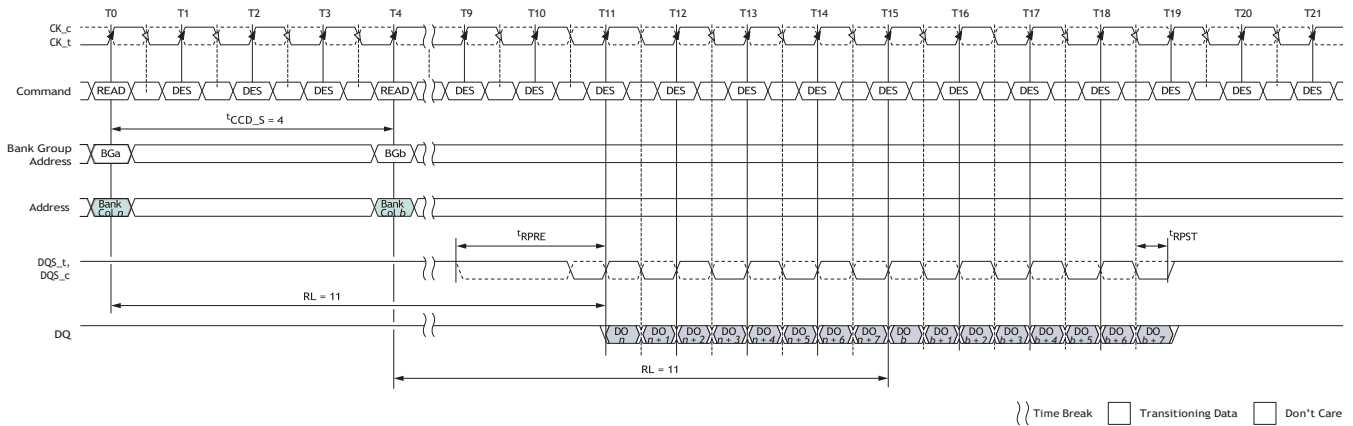 T0 T1 T2 T3 T4 T9 T10 T11 T12 T13 T14 T15 T16 T17 T18 T19 T20 T21
CK_c
CK_t
Command READ DES DES DES READ DES DES DES DES DES DES DES DES DES DES DES DES DES
tCCD_S = 4
Bank Group
Address
BGa BGb
Address
Bank
Col n
Bank
Col b
tRPRE tRPST
DQS_t,
DQS_c
RL = 11
DQ
DO
n
DO
n + 1
DO
n + 2
DO
n + 3
DO
n + 4
DO
n + 5
DO
n + 6
DO
n + 7
DO
b
DO
b + 1
DO
b + 2
DO
b + 3
DO
b + 4
DO
b + 5
DO
b + 6
DO
b + 7
RL = 11
Time Break Transitioning Data Don't Care